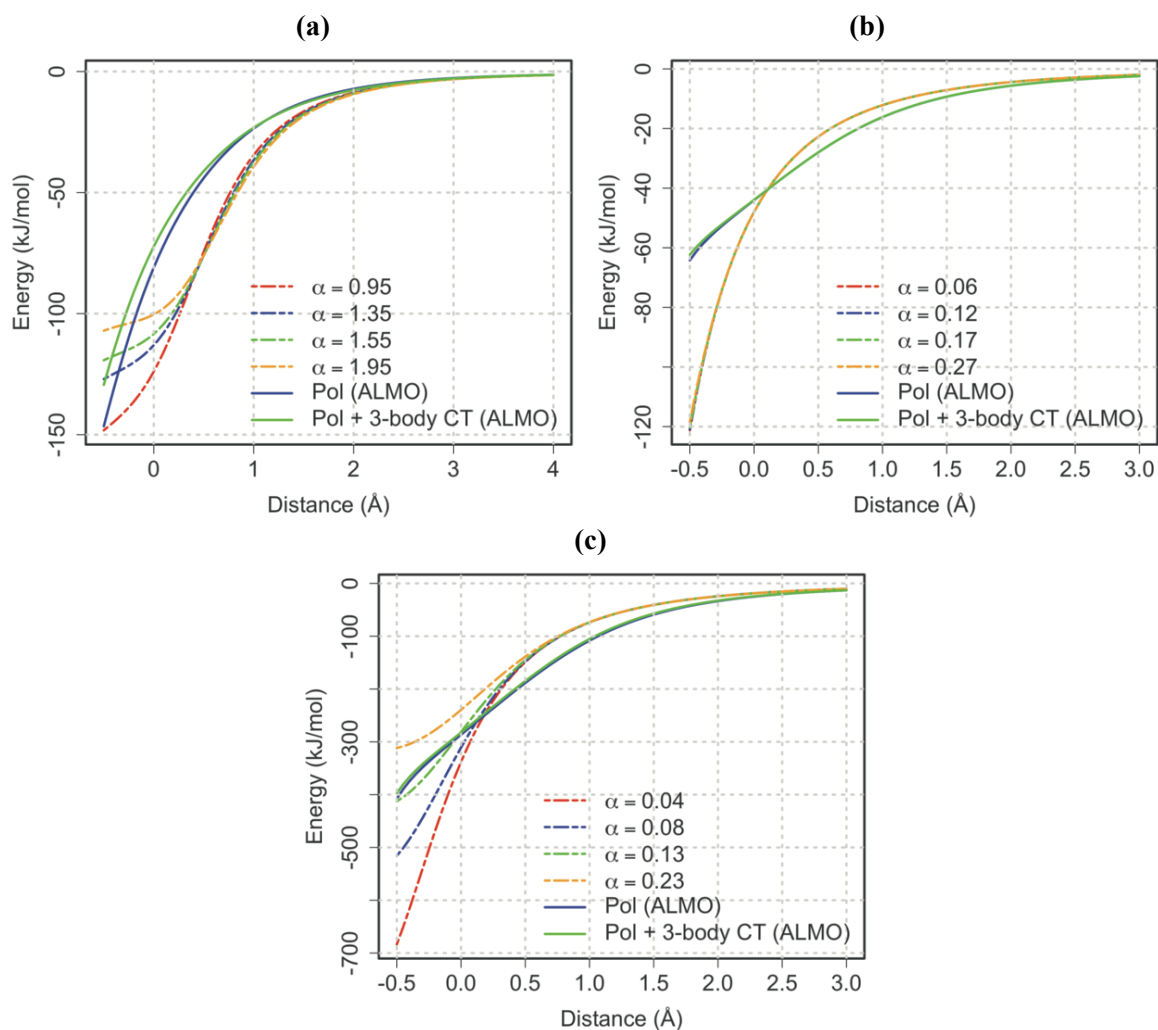 (a)
0
-50
-100
-150
Energy (kJ/mol)
α = 0.95
α = 1.35
α = 1.55
α = 1.95
Pol (ALMO)
Pol + 3-body CT (ALMO)
0 1 2 3 4
Distance (Å)
(b)
0
-20
-40
-60
-80
-120
Energy (kJ/mol)
α = 0.06
α = 0.12
α = 0.17
α = 0.27
Pol (ALMO)
Pol + 3-body CT (ALMO)
-0.5 0.0 0.5 1.0 1.5 2.0 2.5 3.0
Distance (Å)
(c)
0
-100
-300
-500
-700
Energy (kJ/mol)
α = 0.04
α = 0.08
α = 0.13
α = 0.23
Pol (ALMO)
Pol + 3-body CT (ALMO)
-0.5 0.0 0.5 1.0 1.5 2.0 2.5 3.0
Distance (Å)